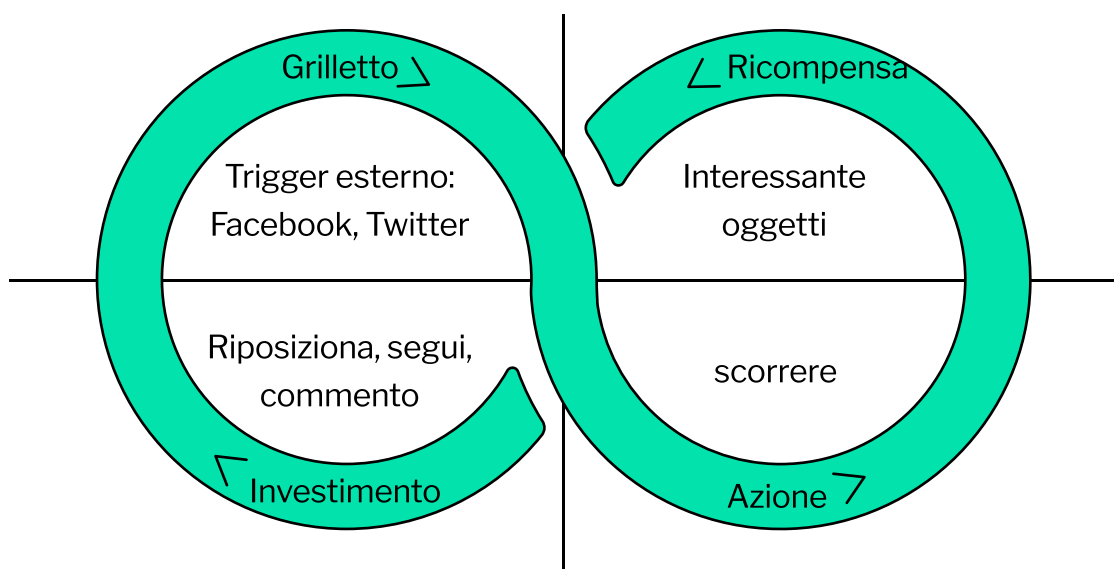 Grilletto
Trigger esterno:
Facebook, Twitter
Ricompensa
Interessante
oggetti
Riposiziona, segui,
commento
Investimento
scorrere
Azione